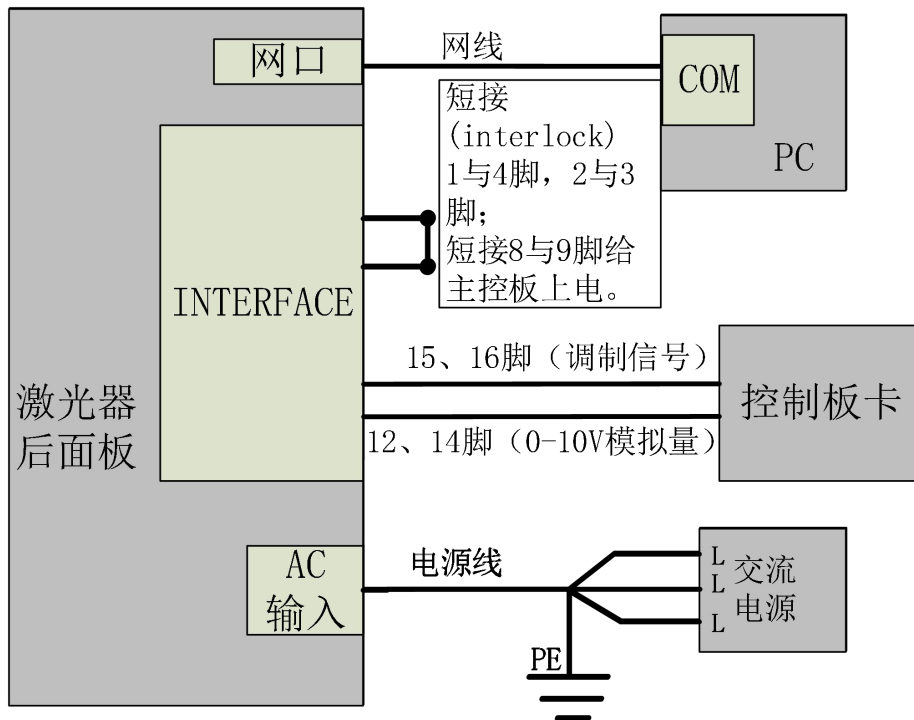 网口
网线
COM
PC
短接
(interlock)
1与4脚，2与3
脚；
短接8与9脚给
主控板上电。
INTERFACE
激光器
后面板
15、16脚（调制信号）
12、14脚（0-10V模拟量）
控制板卡
AC
输入
电源线
PE
L
L
L
交流
电源